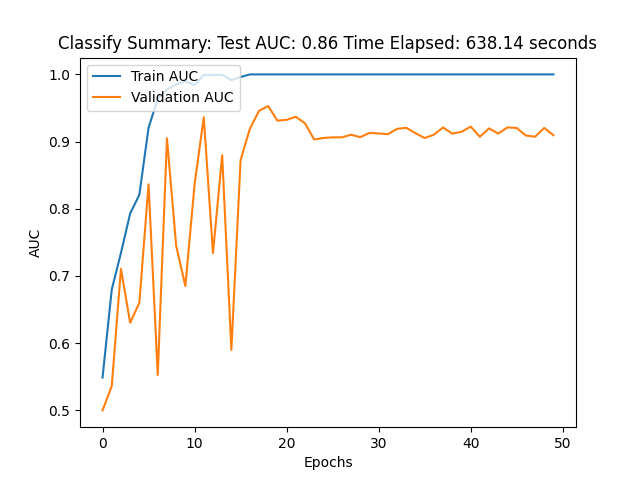 Classify Summary: Test AUC: 0.86 Time Elapsed: 638.14 seconds
Train AUC
Validation AUC
1.0
0.9
0.8
0.7
0.6
0.5
AUC
0 10 20 30 40 50
Epochs